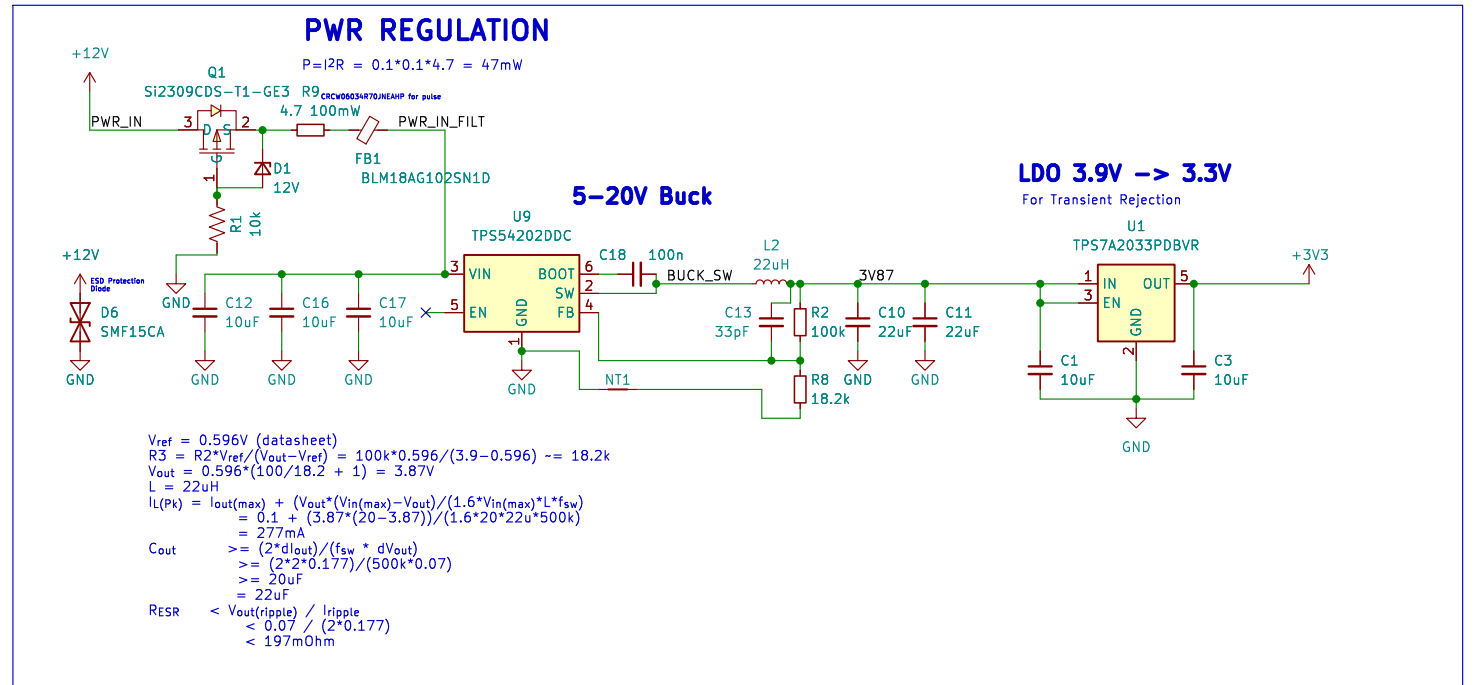 PWR REGULATION
P=I²R = 0.1*0.1*4.7 = 47mW
+12V
Q1
Si2309CDS-T1-GE3
R9
CRCW06034R70JNEAHP for pulse
4.7 100mW
PWR_IN
3
D
S
2
G
1
PWR_IN_FILT
FB1
BLM18AG102SN1D
D1
12V
R1
10k
GND
+12V
ESD Protection
Diode
D6
SMF15CA
GND
C12
10uF
GND
C16
10uF
GND
C17
10uF
GND
5-20V Buck
U9
TPS54202DDC
3
VIN
5
EN
GND
1
BOOT
6
SW
2
FB
4
GND
C18
100n
BUCK_SW
L2
22uH
3V87
C13
33pF
R2
100k
C10
22uF
GND
C11
22uF
GND
NT1
R8
18.2k
LDO 3.9V -> 3.3V
For Transient Rejection
U1
TPS7A2033PDBVR
1
IN
3
EN
OUT
5
GND
2
+3V3
C1
10uF
C3
10uF
GND
Vref = 0.596V (datasheet)
R3 = R2*Vref/(Vout-Vref) = 100k*0.596/(3.9-0.596) ~= 18.2k
Vout = 0.596*(100/18.2 + 1) = 3.87V
L = 22uH
IL(Pk) = Iout(max) + (Vout*(Vin(max)-Vout)/(1.6*Vin(max)*L*fsw)
= 0.1 + (3.87*(20-3.87))/(1.6*20*22u*500k)
= 277mA
Cout >= (2*dIout)/(fsw * dVout)
>= (2*2*0.177)/(500k*0.07)
>= 20uF
= 22uF
RESR < Vout(ripple) / Iripple
< 0.07 / (2*0.177)
< 197mOhm